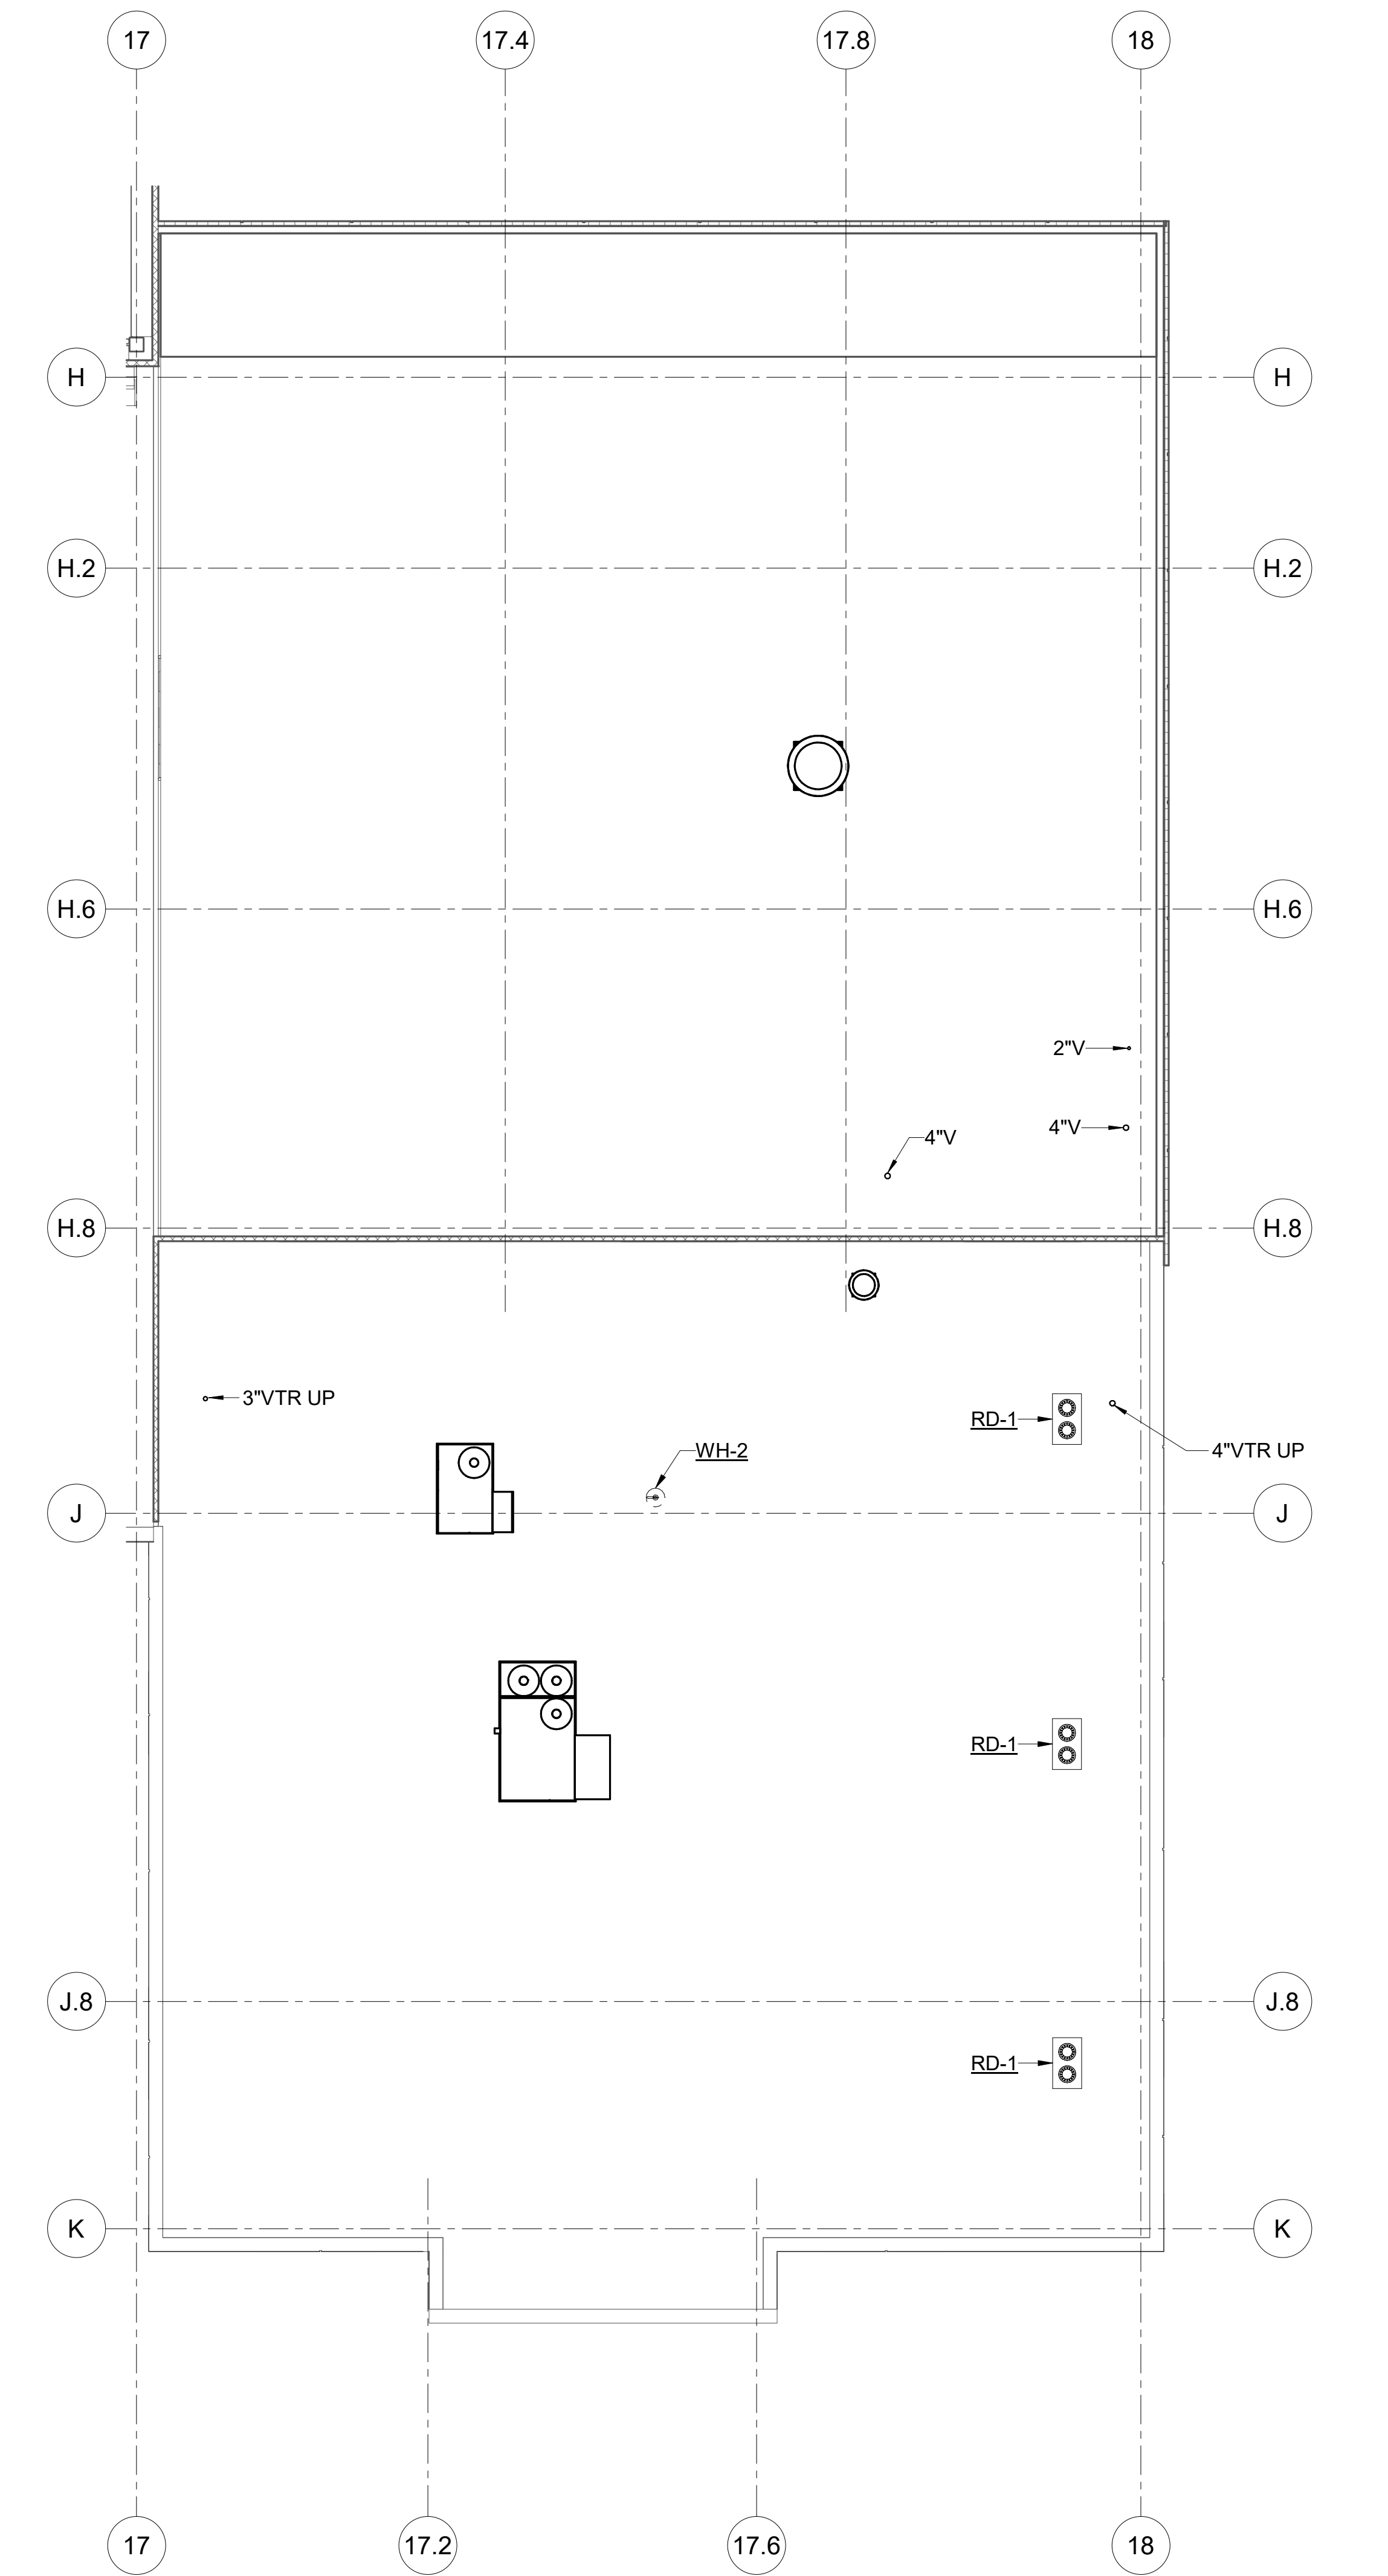 17
17.4
17.8
18
H
H
H.2
H.2
H.6
H.6
2"V
4"V
4"V
H.8
H.8
3"VTR UP
RD-1
WH-2
4"VTR UP
J
J
RD-1
J.8
J.8
RD-1
K
K
17
17.2
17.6
18